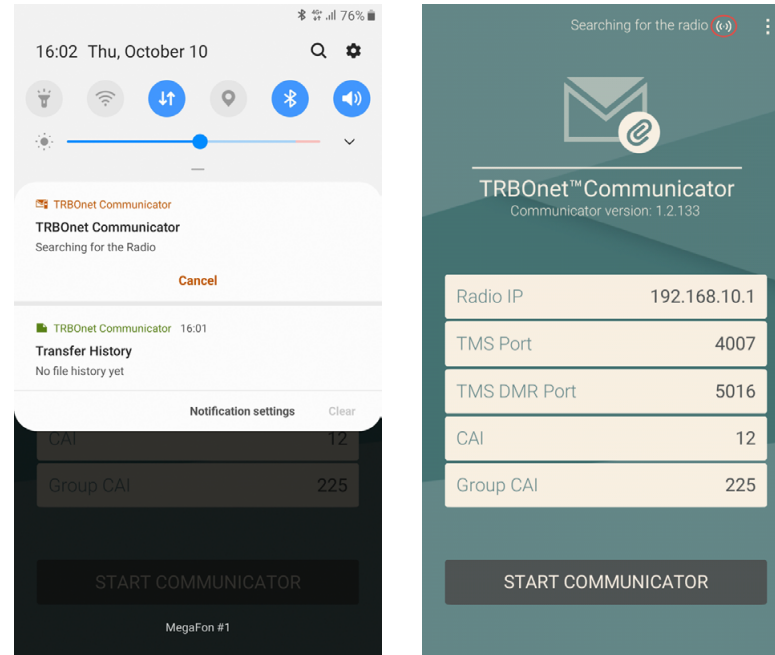 4G+ 76%
16:02 Thu, October 10
TRBOnet Communicator
TRBOnet Communicator
Searching for the Radio
Cancel
TRBOnet Communicator 16:01
Transfer History
No file history yet
Notification settings Clear
CAI 12
Group CAI 225
START COMMUNICATOR
MegaFon #1
Searching for the radio
TRBOnet™Communicator
Communicator version: 1.2.133
Radio IP 192.168.10.1
TMS Port 4007
TMS DMR Port 5016
CAI 12
Group CAI 225
START COMMUNICATOR